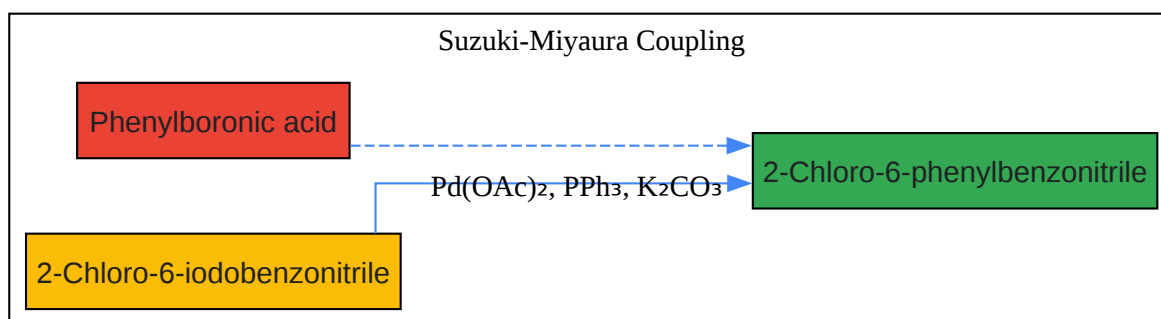 Suzuki-Miyaura Coupling
Phenylboronic acid
2-Chloro-6-phenylbenzonitrile
Pd(OAc)₂, PPh₃, K₂CO₃
2-Chloro-6-iodobenzonitrile